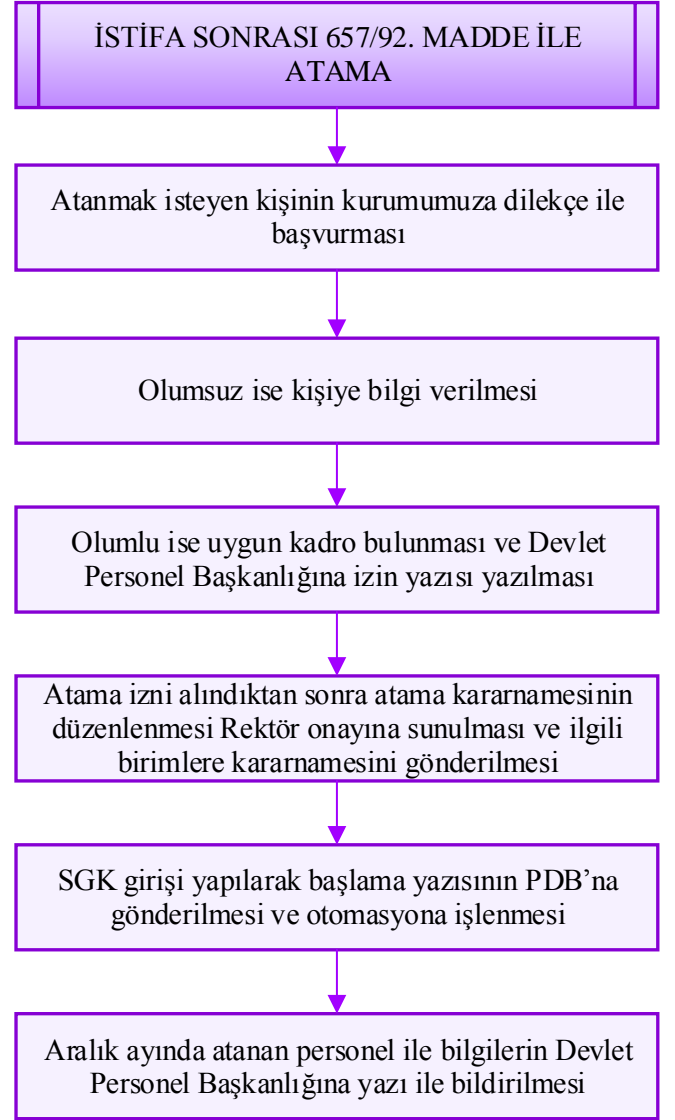 İSTİFA SONRASI 657/92. MADDE İLE
ATAMA
Atanmak isteyen kişinin kurumumuza dilekçe ile
başvurması
Olumsuz ise kişiye bilgi verilmesi
Olumlu ise uygun kadro bulunması ve Devlet
Personel Başkanlığına izin yazısı yazılması
Atama izni alındıktan sonra atama kararnamesinin
düzenlenmesi Rektör onayına sunulması ve ilgili
birimlere kararnamesini gönderilmesi
SGK girişi yapılarak başlama yazısının PDB’na
gönderilmesi ve otomasyona işlenmesi
Aralık ayında atanan personel ile bilgilerin Devlet
Personel Başkanlığına yazı ile bildirilmesi